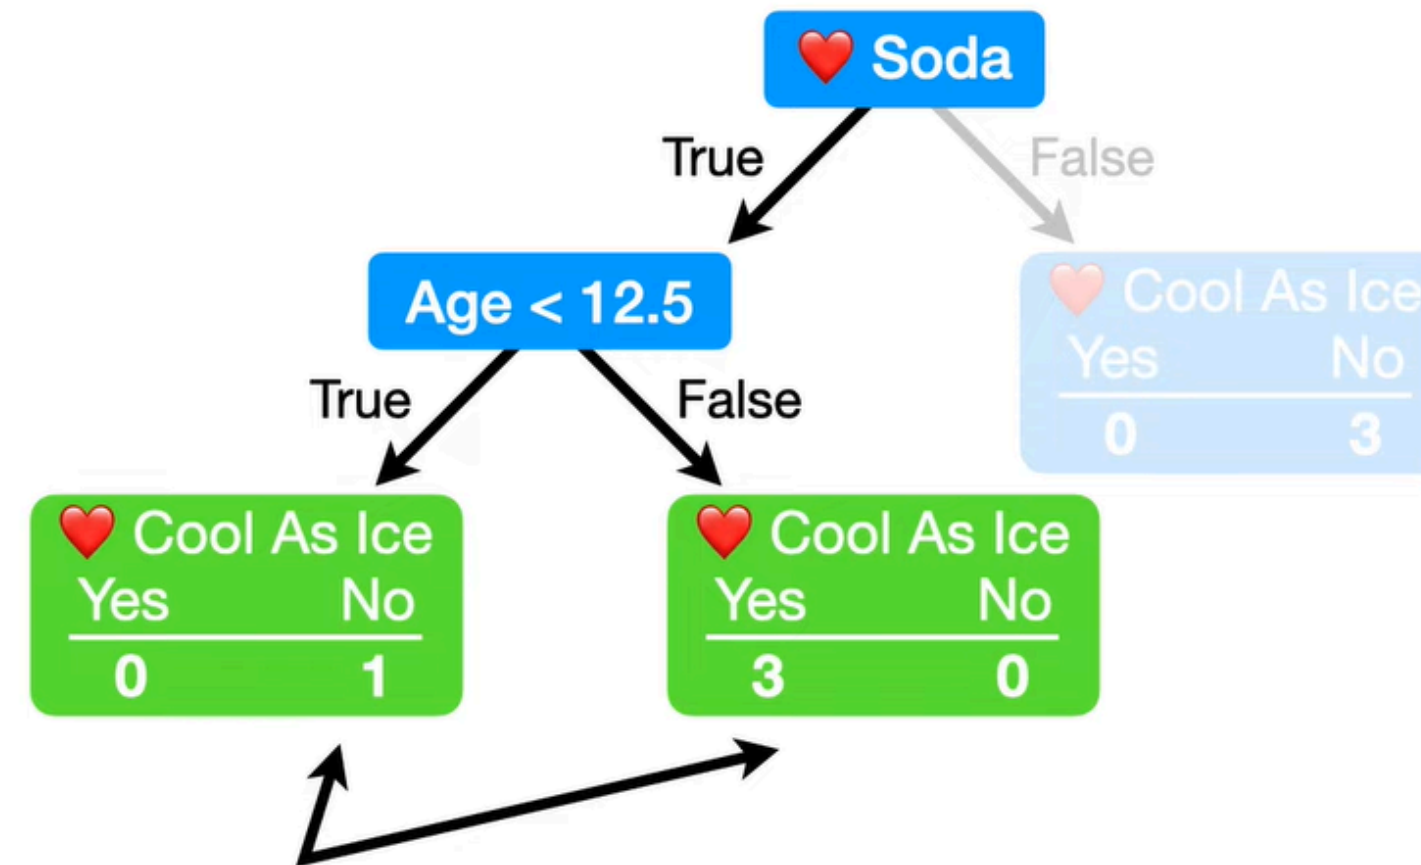 ❤️ Soda
True
False
Age < 12.5
❤️ Cool As Ice
Yes No
0 3
True
False
❤️ Cool As Ice
Yes No
0 1
❤️ Cool As Ice
Yes No
3 0